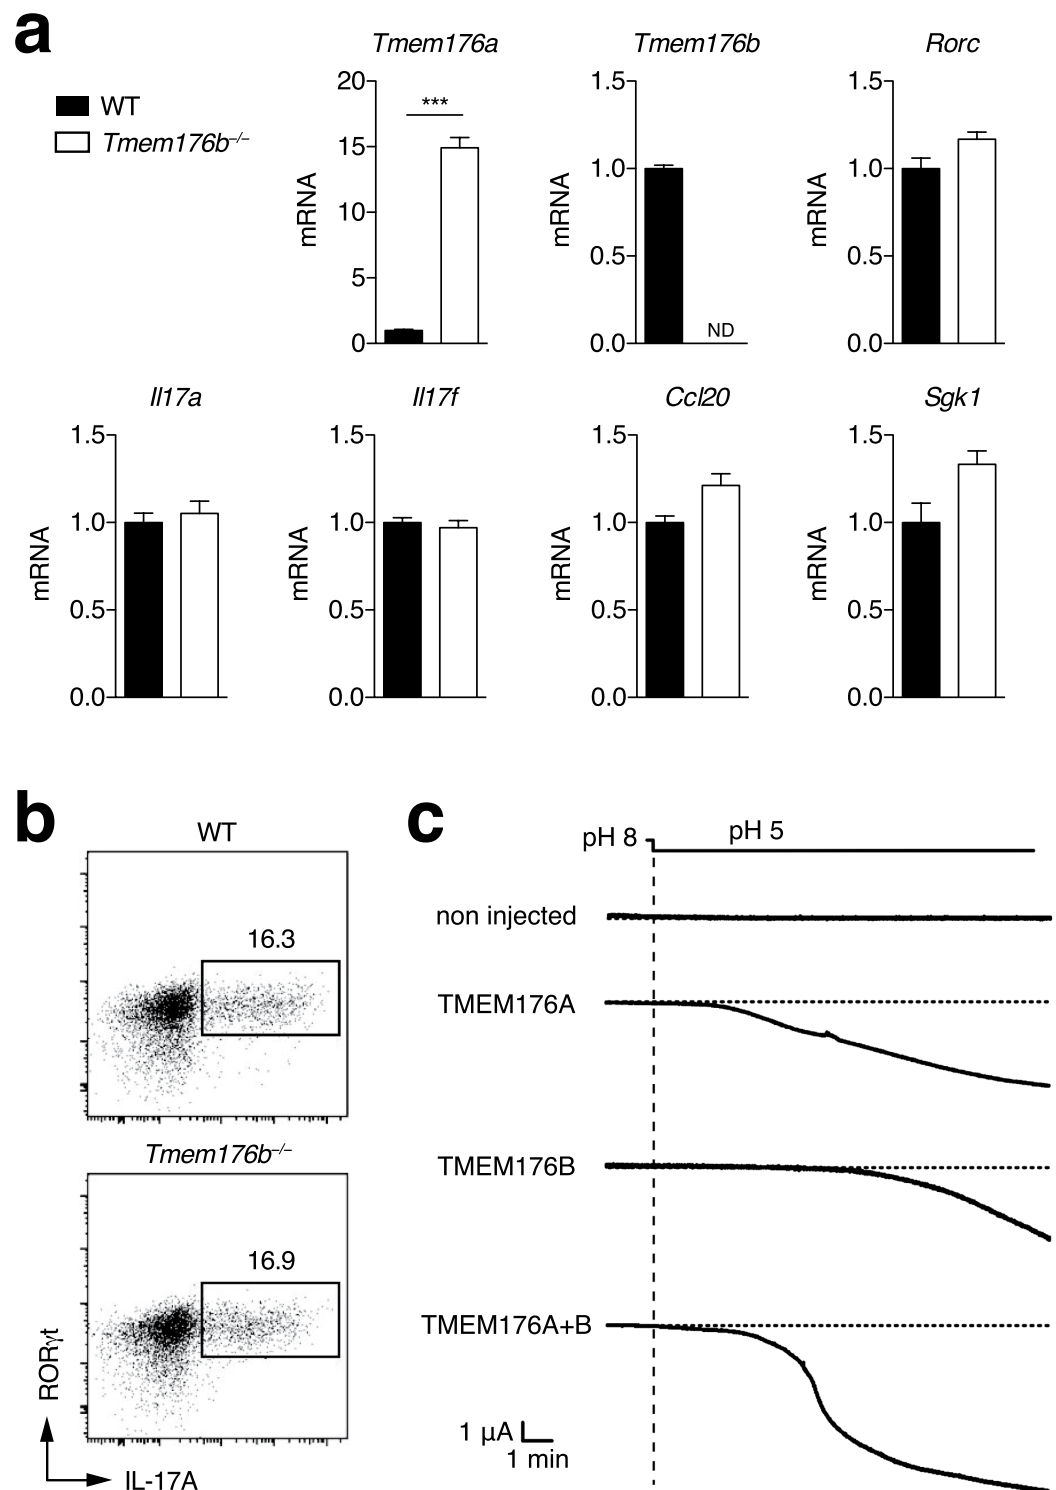 a
WT
Tmem176b–/–
Tmem176a
mRNA
20
15
10
5
0
***
Tmem176b
mRNA
1.5
1.0
0.5
0.0
ND
Rorc
mRNA
1.5
1.0
0.5
0.0
Il17a
mRNA
1.5
1.0
0.5
0.0
Il17f
mRNA
1.5
1.0
0.5
0.0
Ccl20
mRNA
1.5
1.0
0.5
0.0
Sgk1
mRNA
1.5
1.0
0.5
0.0
b
WT
16.3
Tmem176b–/–
16.9
RORγt
IL-17A
c
pH 8
pH 5
non injected
TMEM176A
TMEM176B
TMEM176A+B
1 μA
1 min